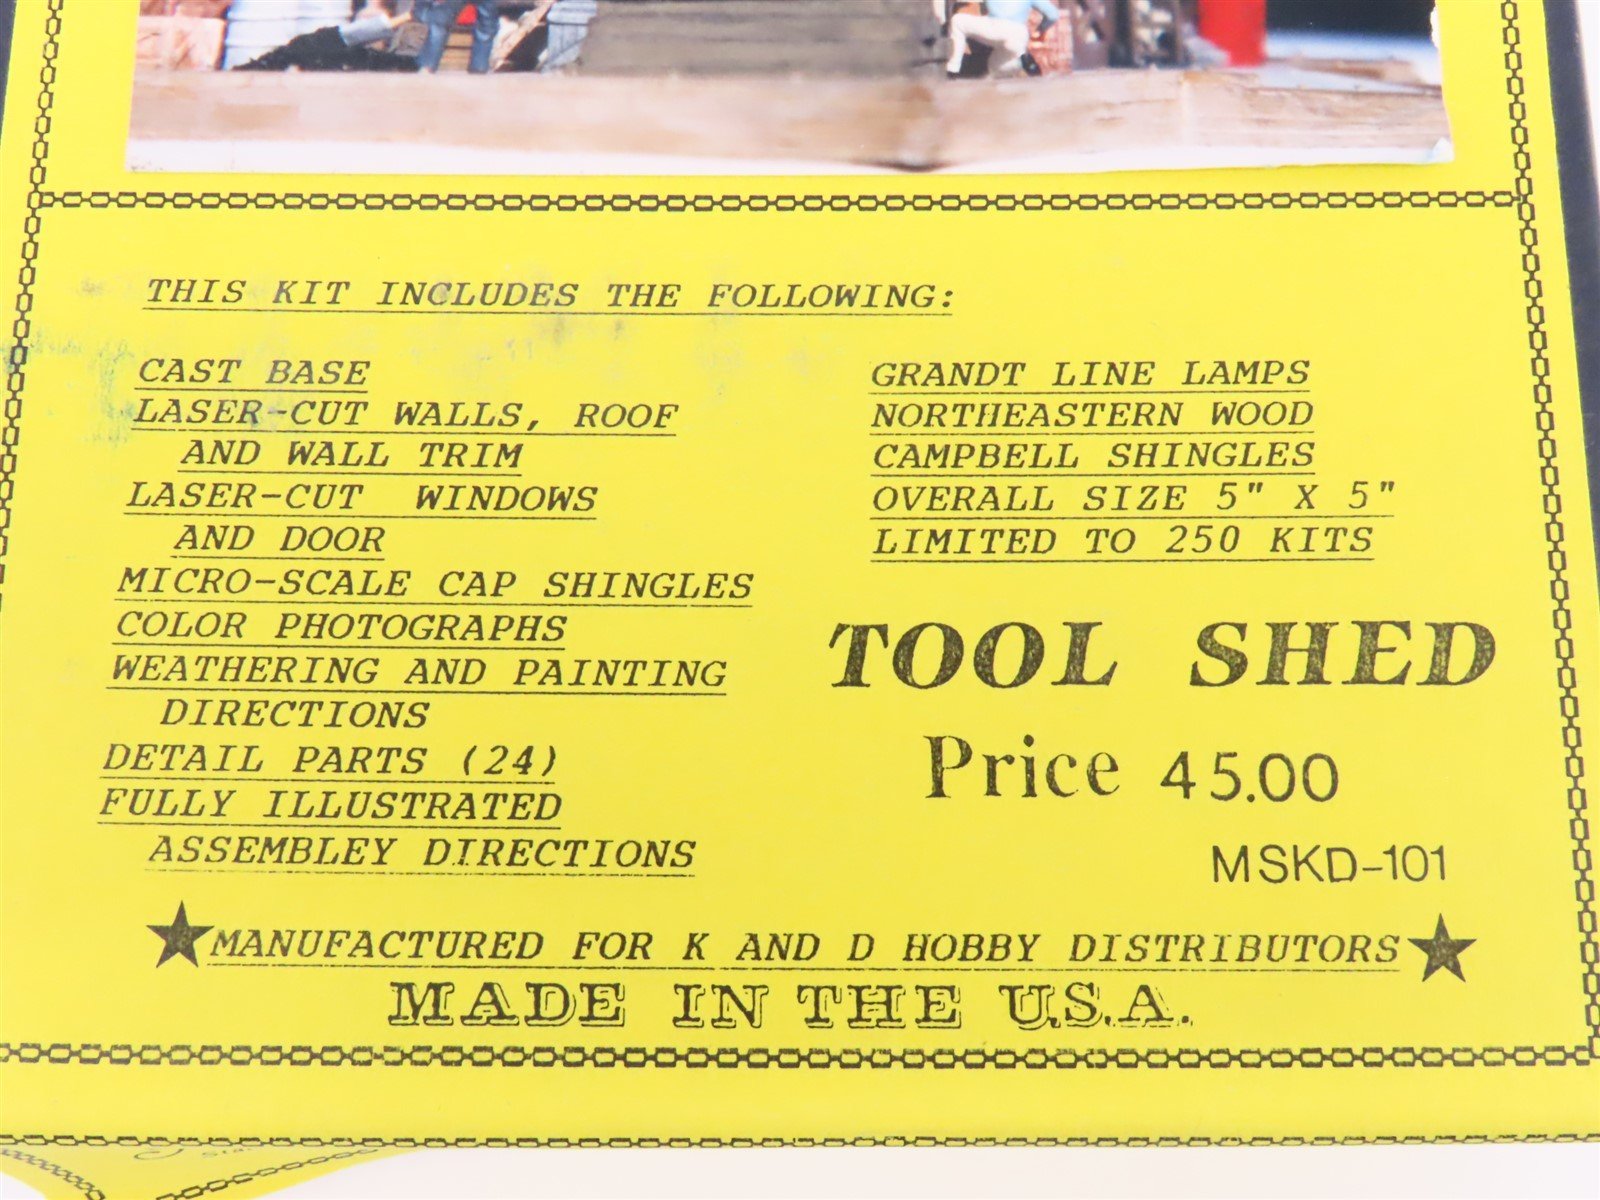 THIS KIT INCLUDES THE FOLLOWING:
CAST BASE
LASER-CUT WALLS, ROOF
AND WALL TRIM
LASER-CUT WINDOWS
AND DOOR
MICRO-SCALE CAP SHINGLES
COLOR PHOTOGRAPHS
WEATHERING AND PAINTING
DIRECTIONS
DETAIL PARTS (24)
FULLY ILLUSTRATED
ASSEMBLEY DIRECTIONS
GRANDT LINE LAMPS
NORTHEASTERN WOOD
CAMPBELL SHINGLES
OVERALL SIZE 5" X 5"
LIMITED TO 250 KITS
TOOL SHED
Price 45.00
MSKD-101
★MANUFACTURED FOR K AND D HOBBY DISTRIBUTORS★
MADE IN THE U.S.A.